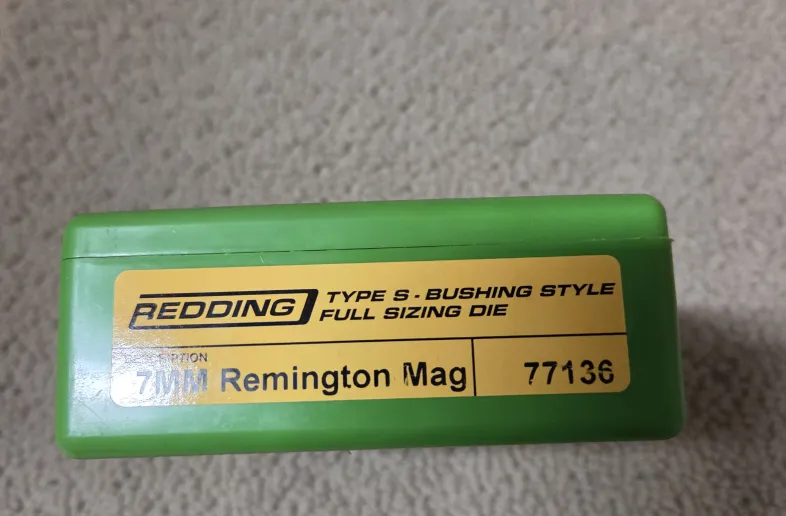 REDDING
TYPE S - BUSHING STYLE
FULL SIZING DIE
7MM Remington Mag
77136